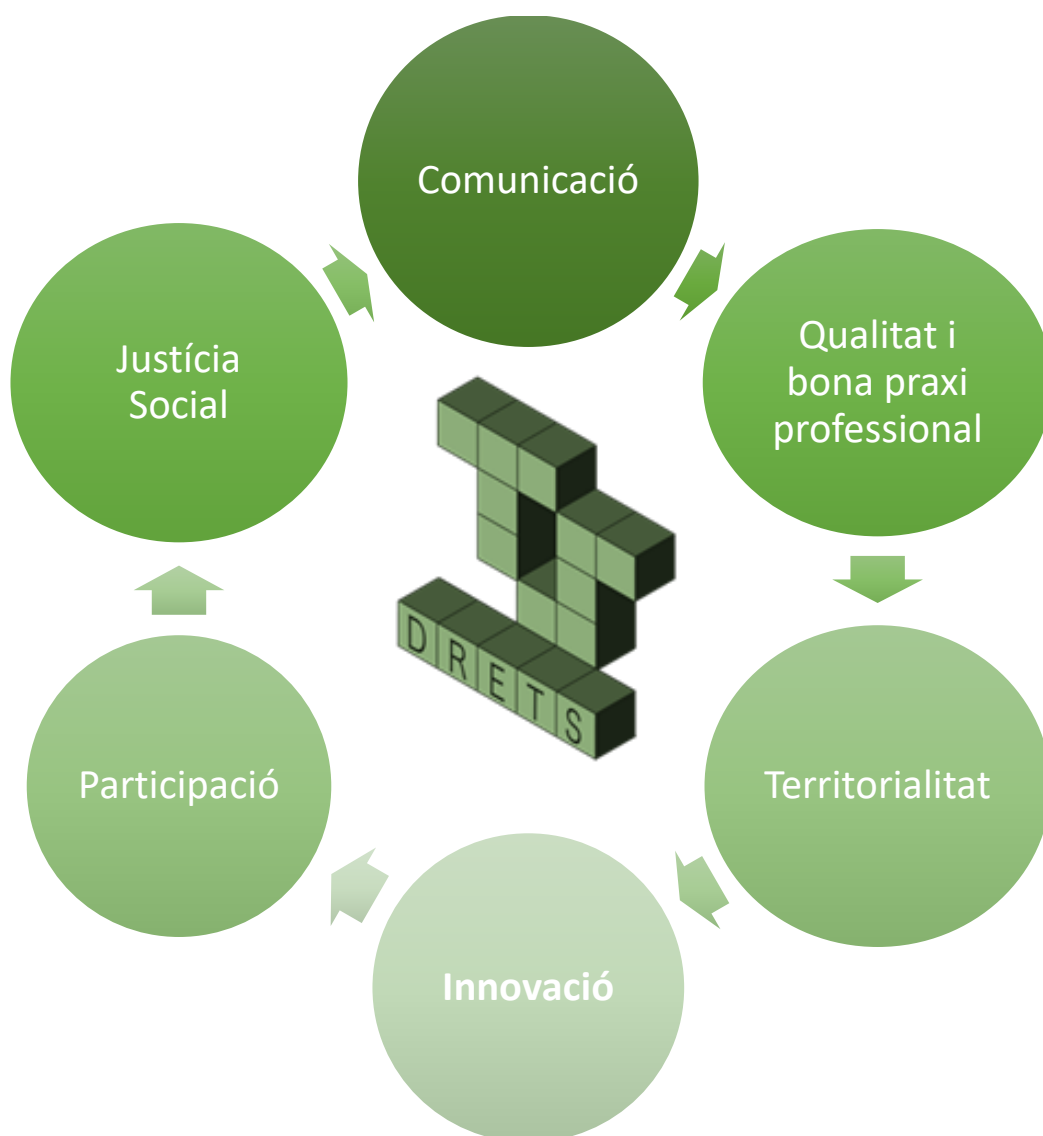 Comunicació
Qualitat i
bona praxi
professional
Territorialitat
Innovació
Participació
Justícia
Social
DRETS